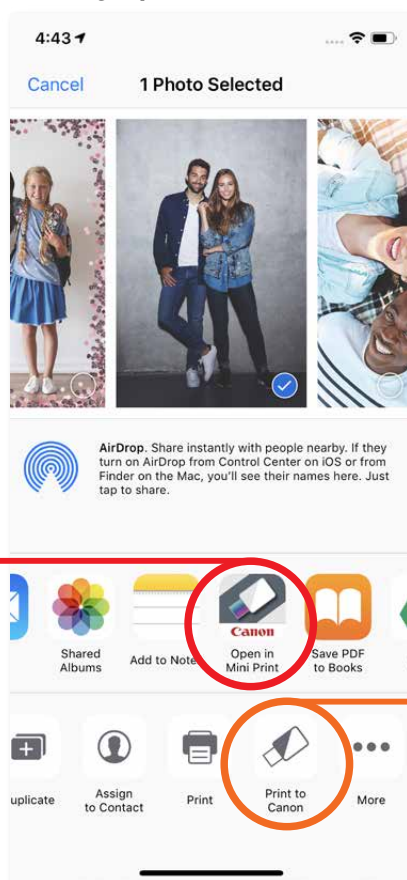 4:43
Cancel 1 Photo Selected
AirDrop. Share instantly with people nearby. If they
turn on AirDrop from Control Center on iOS or from
Finder on the Mac, you'll see their names here. Just
tap to share.
Canon
Shared
Albums
Add to Note
Open in
Mini Print
Save PDF
to Books
uplicate
Assign
to Contact
Print
Print to
Canon
More